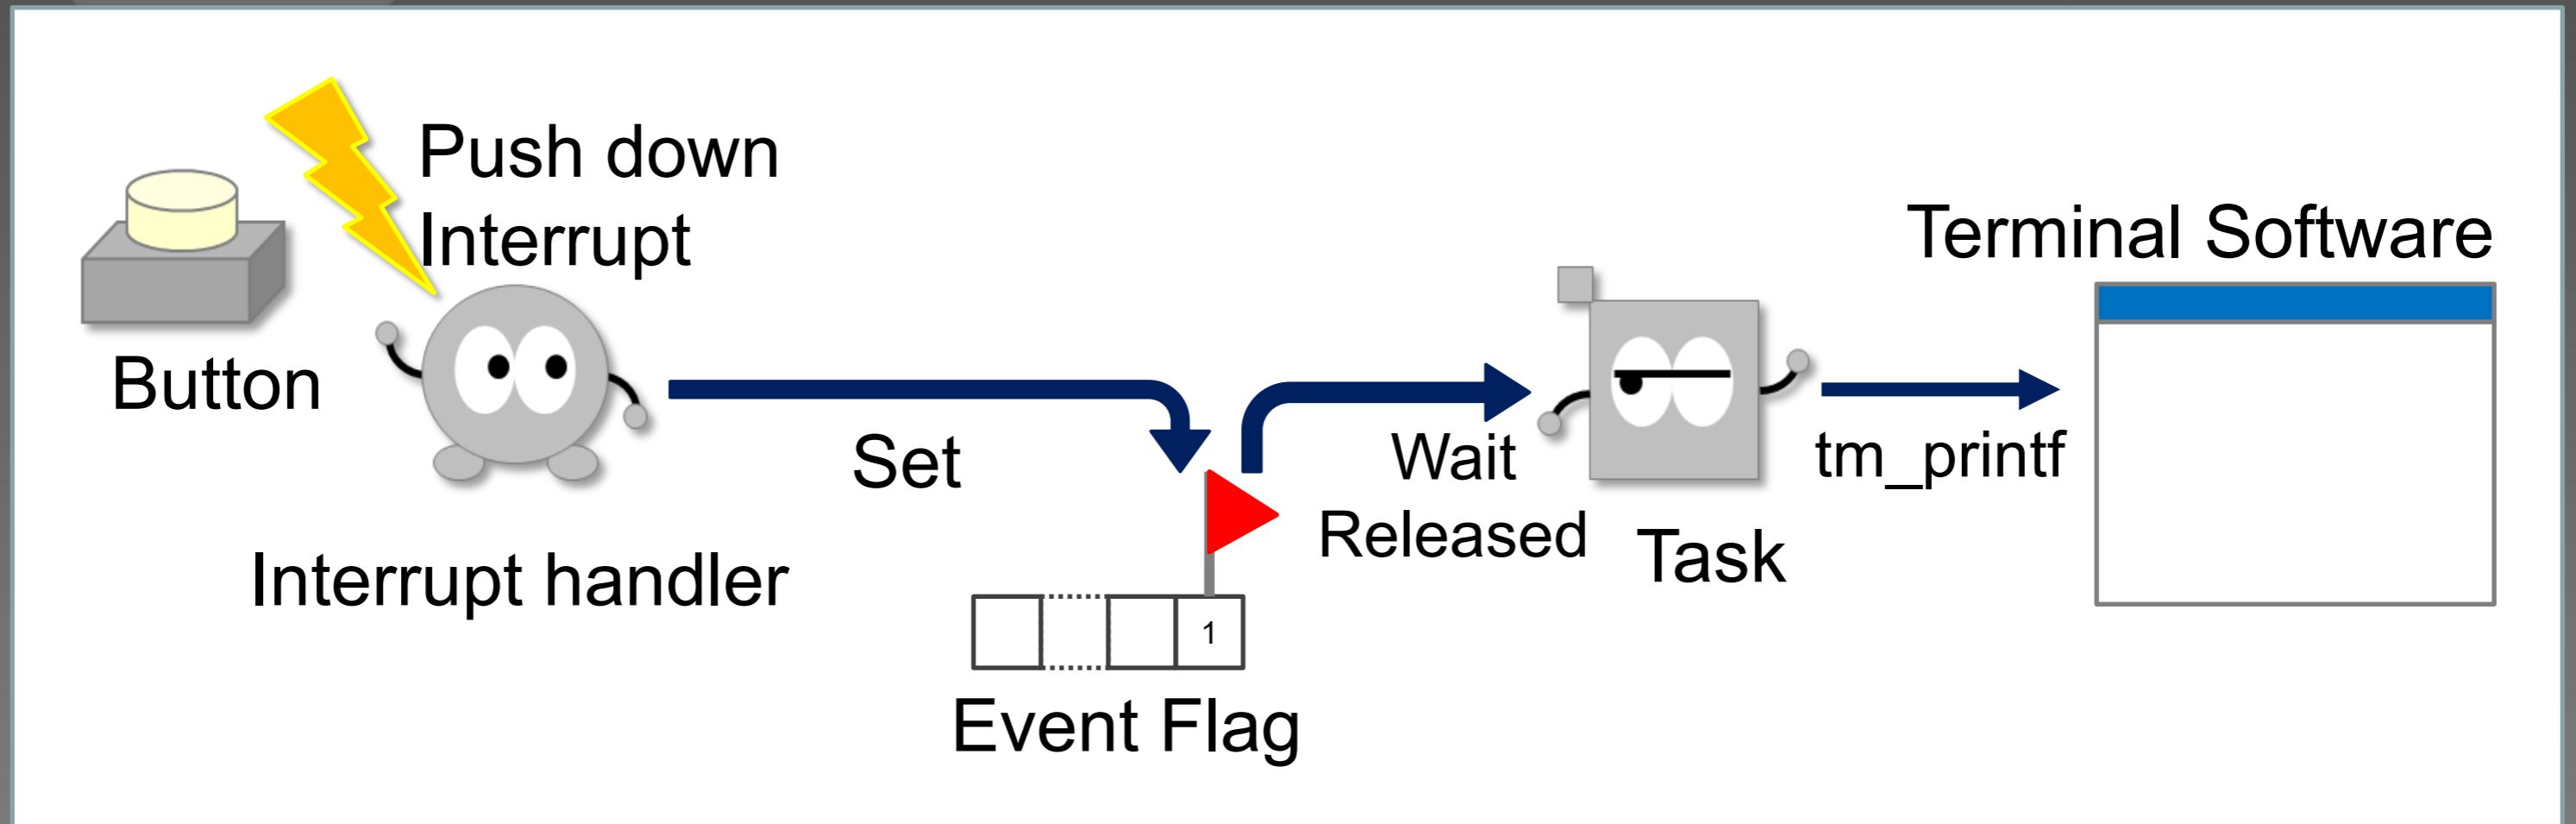 Push down
Interrupt
Button
Interrupt handler
Set
1
Event Flag
Wait
Released
Task
tm_printf
Terminal Software